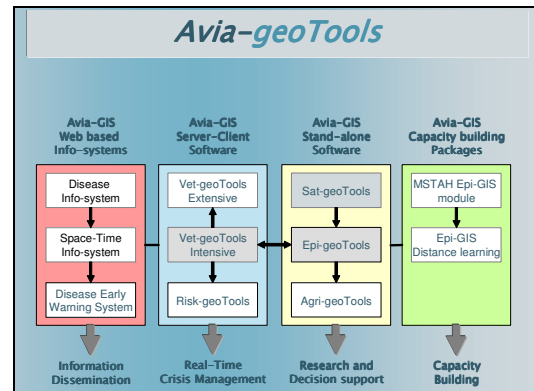 Avia-geoTools
Avia-GIS
Web based
Info-systems
Avia-GIS
Server-Client
Software
Avia-GIS
Stand-alone
Software
Avia-GIS
Capacity building
Packages
Disease
Info-system
Space-Time
Info-system
Disease Early
Warning System
Vet-geoTools
Extensive
Vet-geoTools
Intensive
Risk-geoTools
Sat-geoTools
Epi-geoTools
Agri-geoTools
MSTAH Epi-GIS
module
Epi-GIS
Distance learning
Information
Dissemination
Real-Time
Crisis Management
Research and
Decision support
Capacity
Building